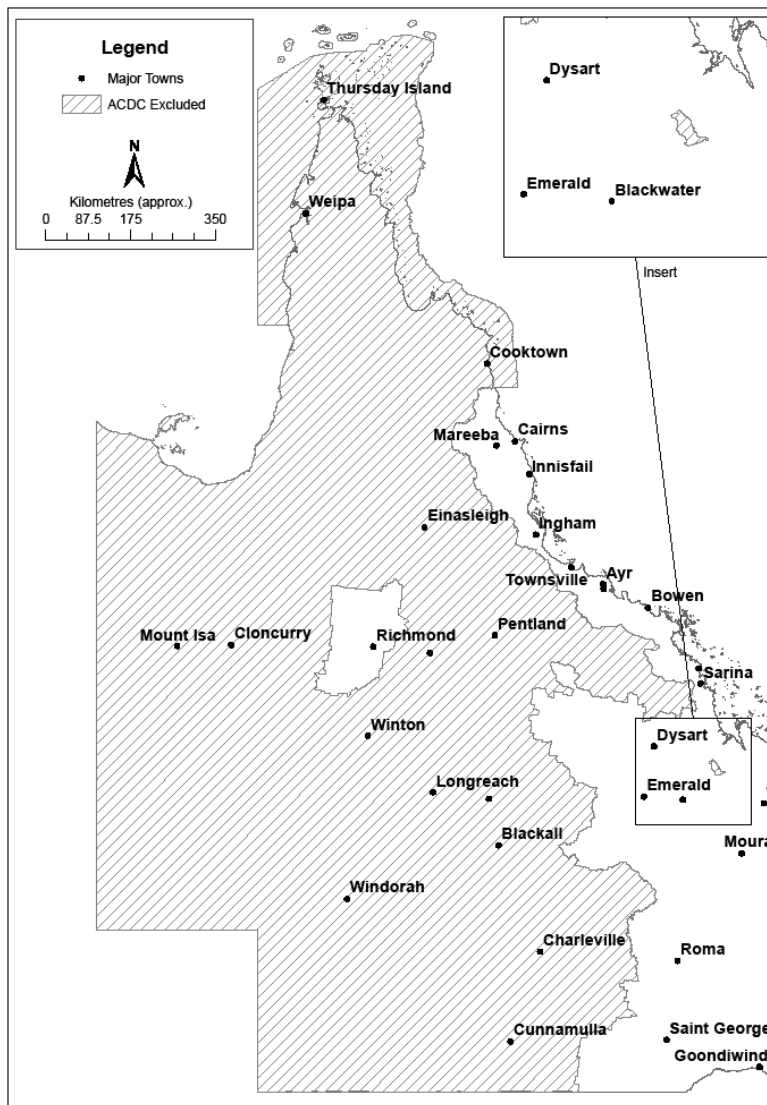 Legend
Major Towns
ACDC Excluded
N
Kilometres (approx.)
0 87.5 175 350
Dysart
Emerald
Blackwater
Insert
Thursday Island
Weipa
Cooktown
Mareeba
Cairns
Innisfail
Einasleigh
Ingham
Townsville
Ayr
Bowen
Mount Isa
Cloncurry
Richmond
Pentland
Sarina
Winton
Dysart
Longreach
Emerald
Blackall
Moura
Windorah
Charleville
Roma
Cunnamulla
Saint George
Goondiwind